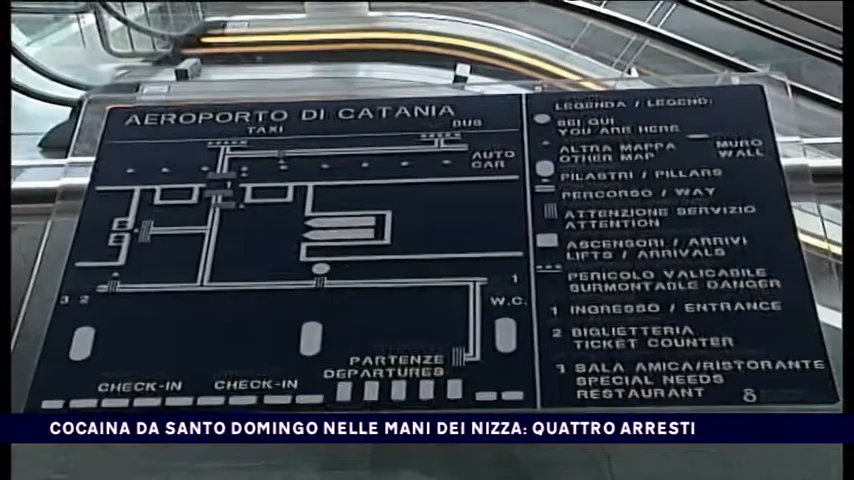 AEROPORTO DI CATANIA
TAXI
BUS
AUTO
CAR
1
3 2
W.C.
PARTENZE
DEPARTURES
CHECK-IN
CHECK-IN
LEGENDA / LEGEND:
SEI QUI
YOU ARE HERE
ALTRA MAPPA
OTHER MAP
MURO
WALL
PILASTRI / PILLARS
PERCORSO / WAY
ATTENZIONE SERVIZIO
ATTENTION
ASCENSORI / ARRIVI
LIFTS / ARRIVALS
PERICOLO VALICABILE
SURMONTABLE DANGER
1 INGRESSO / ENTRANCE
2 BIGLIETTERIA
TICKET COUNTER
3 SALA AMICA/RISTORANTE
SPECIAL NEEDS
RESTAURANT
COCAINA DA SANTO DOMINGO NELLE MANI DEI NIZZA: QUATTRO ARRESTI